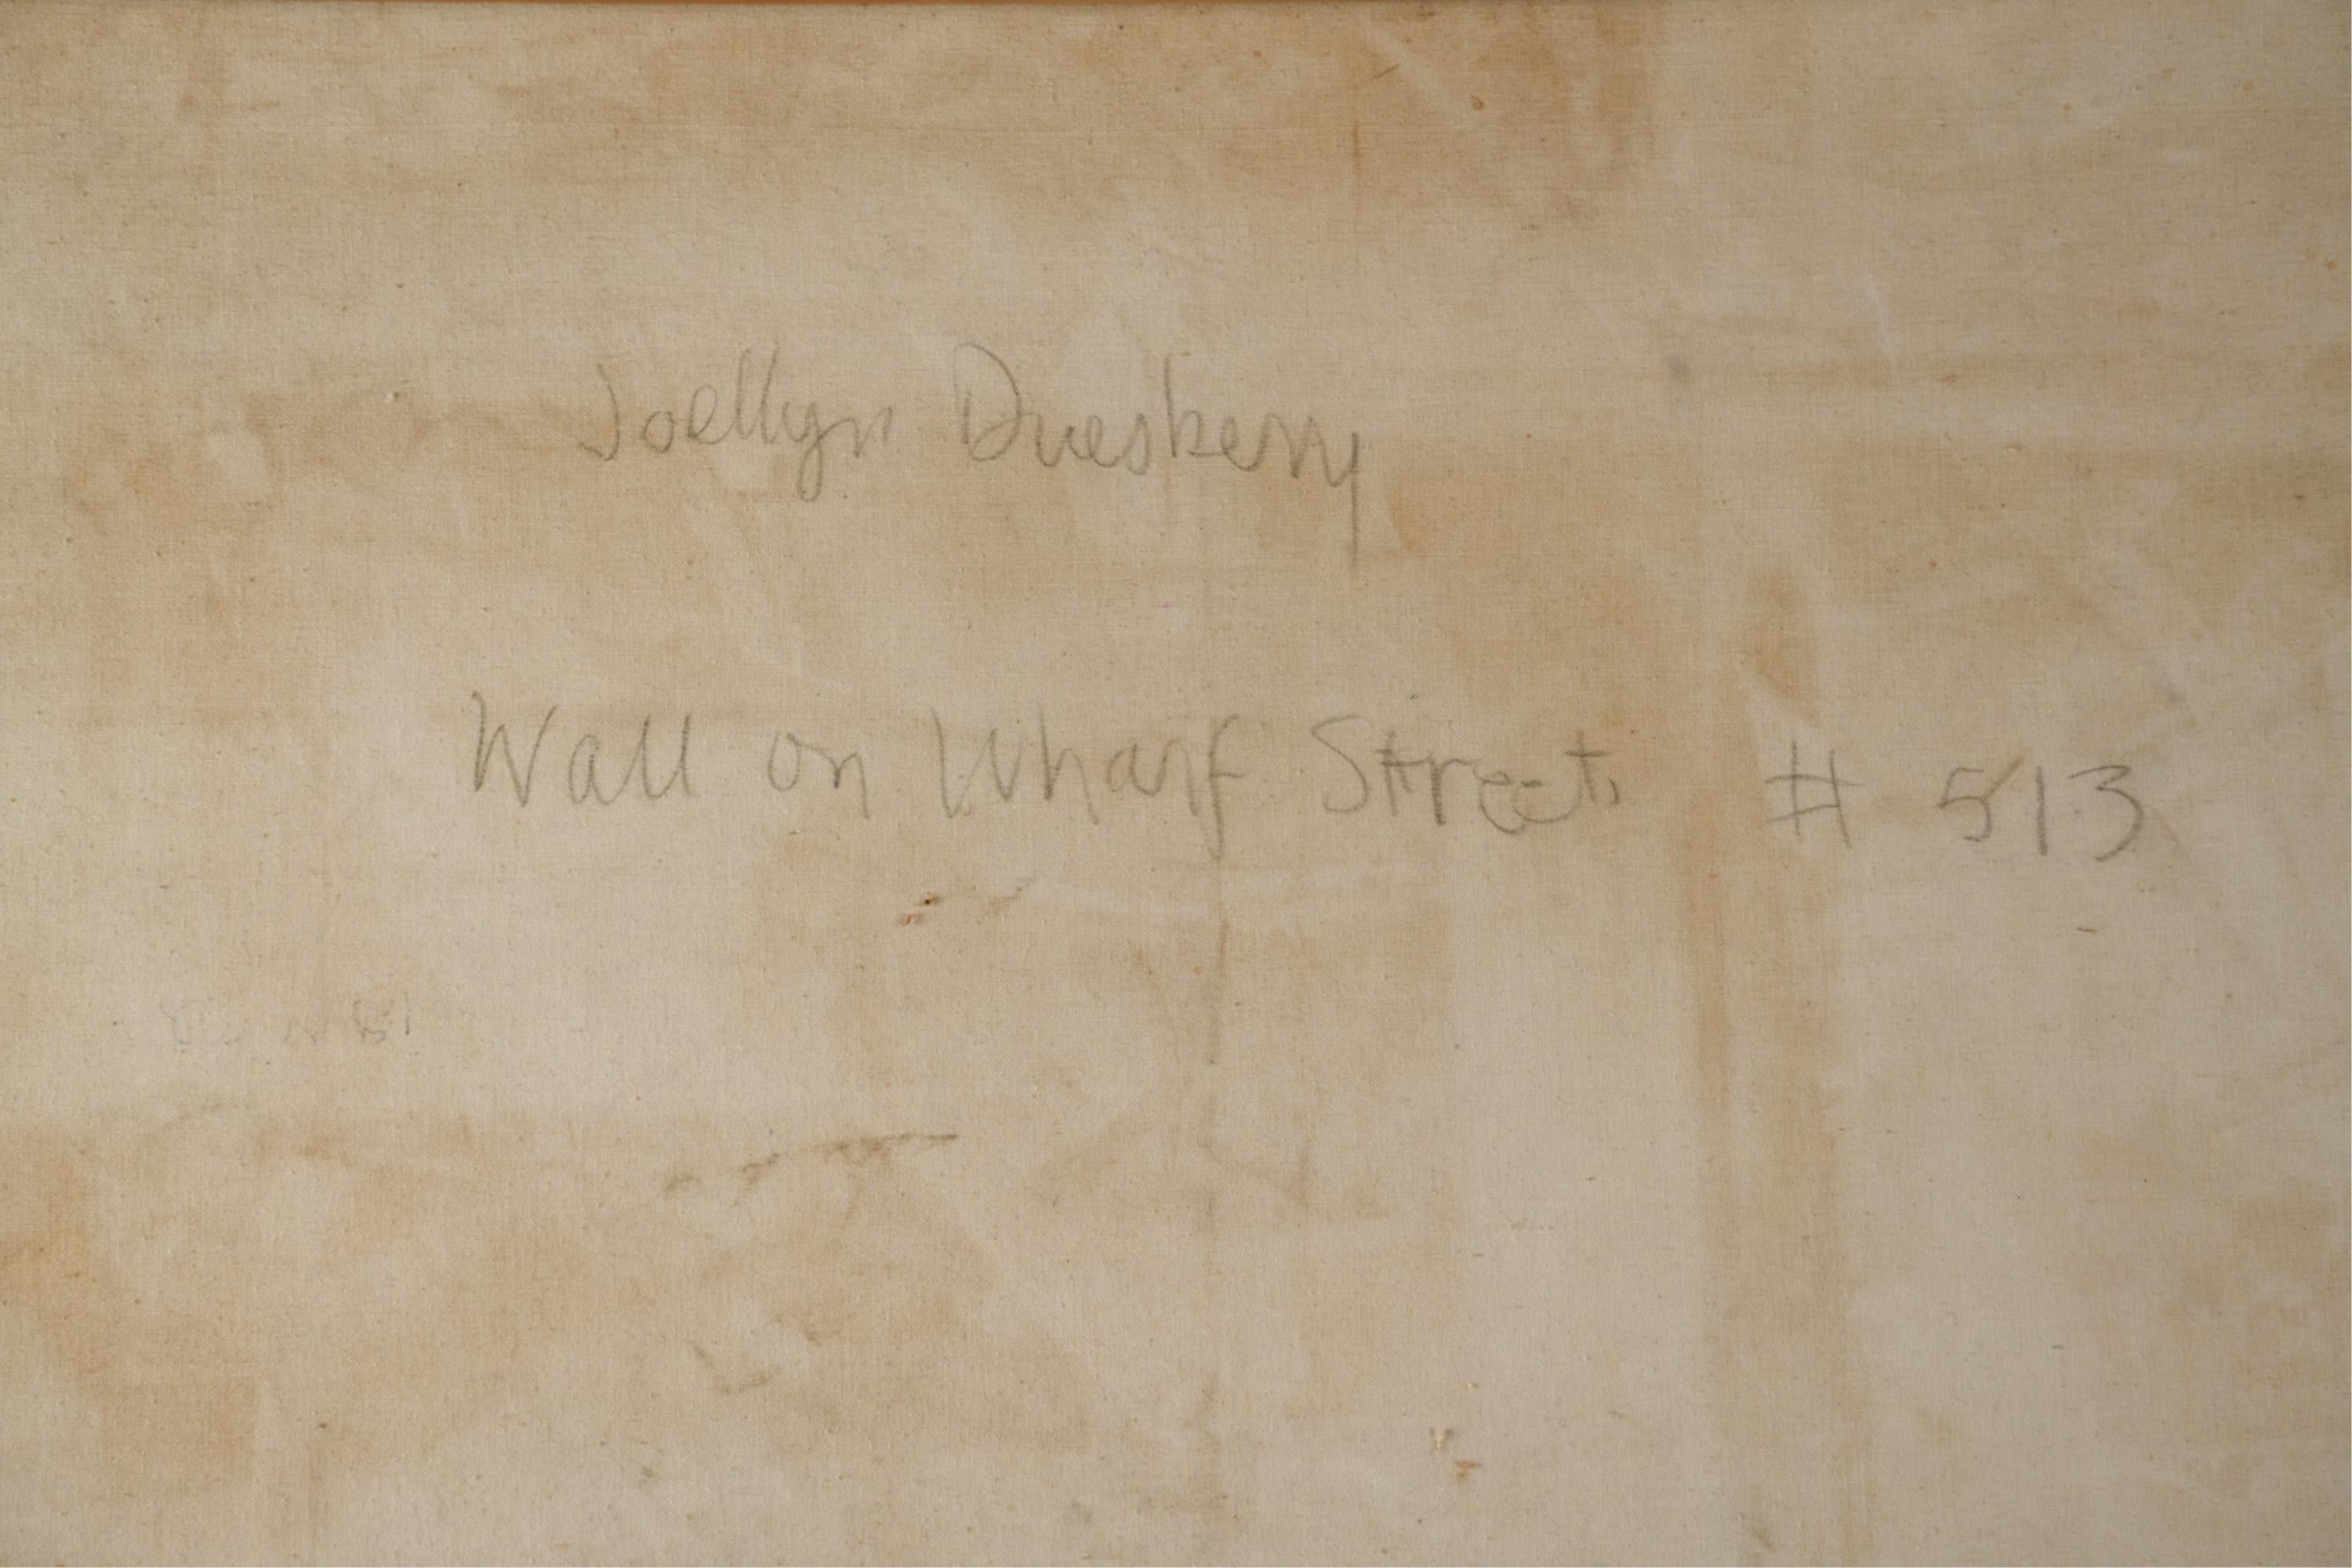 Joellyn Duesberry
Wall on Wharf Street, # 513